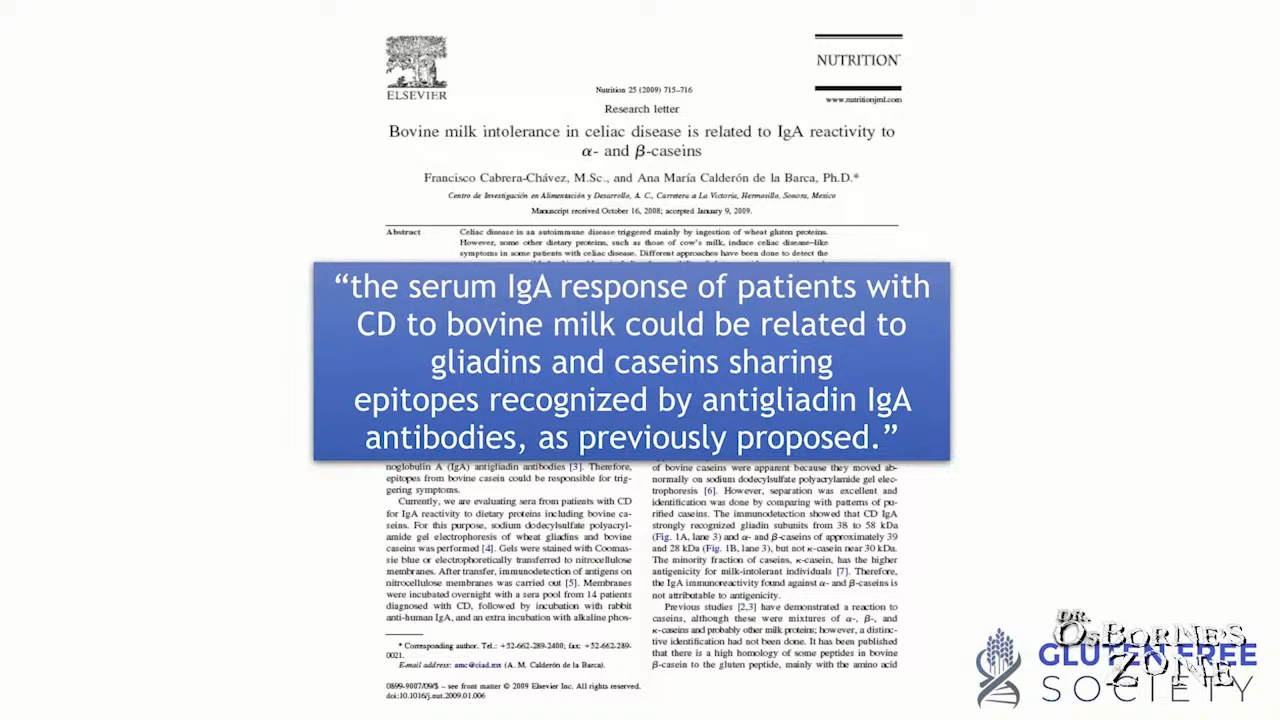 ELSEVIER
NUTRITION
www.nutritionjrnl.com
Nutrition 25 (2009) 715–716
Research letter
Bovine milk intolerance in celiac disease is related to IgA reactivity to
α- and β-caseins
Francisco Cabrera-Chávez, M.Sc., and Ana María Calderón de la Barca, Ph.D.*
Centro de Investigación en Alimentación y Desarrollo, A. C., Carretera a La Victoria, Hermosillo, Sonora, Mexico
Manuscript received October 16, 2008; accepted January 9, 2009.
Abstract
Celiac disease is an autoimmune disease triggered mainly by ingestion of wheat gluten proteins.
However, some other dietary proteins, such as those of cow's milk, induce celiac disease–like
symptoms in some patients with celiac disease. Different approaches have been done to detect the
“the serum IgA response of patients with
CD to bovine milk could be related to
gliadins and caseins sharing
epitopes recognized by antigliadin IgA
antibodies, as previously proposed.”
noglobulin A (IgA) antigliadin antibodies [3]. Therefore,
epitopes from bovine casein could be responsible for trig-
gering symptoms.
Currently, we are evaluating sera from patients with CD
for IgA reactivity to dietary proteins including bovine ca-
seins. For this purpose, sodium dodecylsulfate polyacryl-
amide gel electrophoresis of wheat gliadins and bovine
caseins was performed [4]. Gels were stained with Coomas-
sie blue or electrophoretically transferred to nitrocellulose
membranes. After transfer, immunodetection of antigens on
nitrocellulose membranes was carried out [5]. Membranes
were incubated overnight with a sera pool from 14 patients
diagnosed with CD, followed by incubation with rabbit
anti-human IgA, and an extra incubation with alkaline phos-
* Corresponding author. Tel.: +52-662-289-2400; fax: +52-662-289-
0021.
E-mail address: amc@ciad.mx (A. M. Calderón de la Barca).
0899-9007/09/$ – see front matter © 2009 Elsevier Inc. All rights reserved.
doi:10.1016/j.nut.2009.01.006
of bovine caseins were apparent because they moved ab-
normally on sodium dodecylsulfate polyacrylamide gel elec-
trophoresis [6]. However, separation was excellent and
identification was done by comparing with patterns of pu-
rified caseins. The immunodetection showed that CD IgA
strongly recognized gliadin subunits from 38 to 58 kDa
(Fig. 1A, lane 3) and α- and β-caseins of approximately 39
and 28 kDa (Fig. 1B, lane 3), but not κ-casein near 30 kDa.
The minority fraction of caseins, κ-casein, has the higher
antigenicity for milk-intolerant individuals [7]. Therefore,
the IgA immunoreactivity found against α- and β-caseins is
not attributable to antigenicity.
Previous studies [2,3] have demonstrated a reaction to
caseins, although these were mixtures of α-, β-, and
κ-caseins and probably other milk proteins; however, a distinc-
tive identification had not been done. It has been published
that there is a high homology of some peptides in bovine
β-casein to the gluten peptide, mainly with the amino acid
DR.
OSBORNE'S
ZONE
GLUTEN FREE
SOCIETY